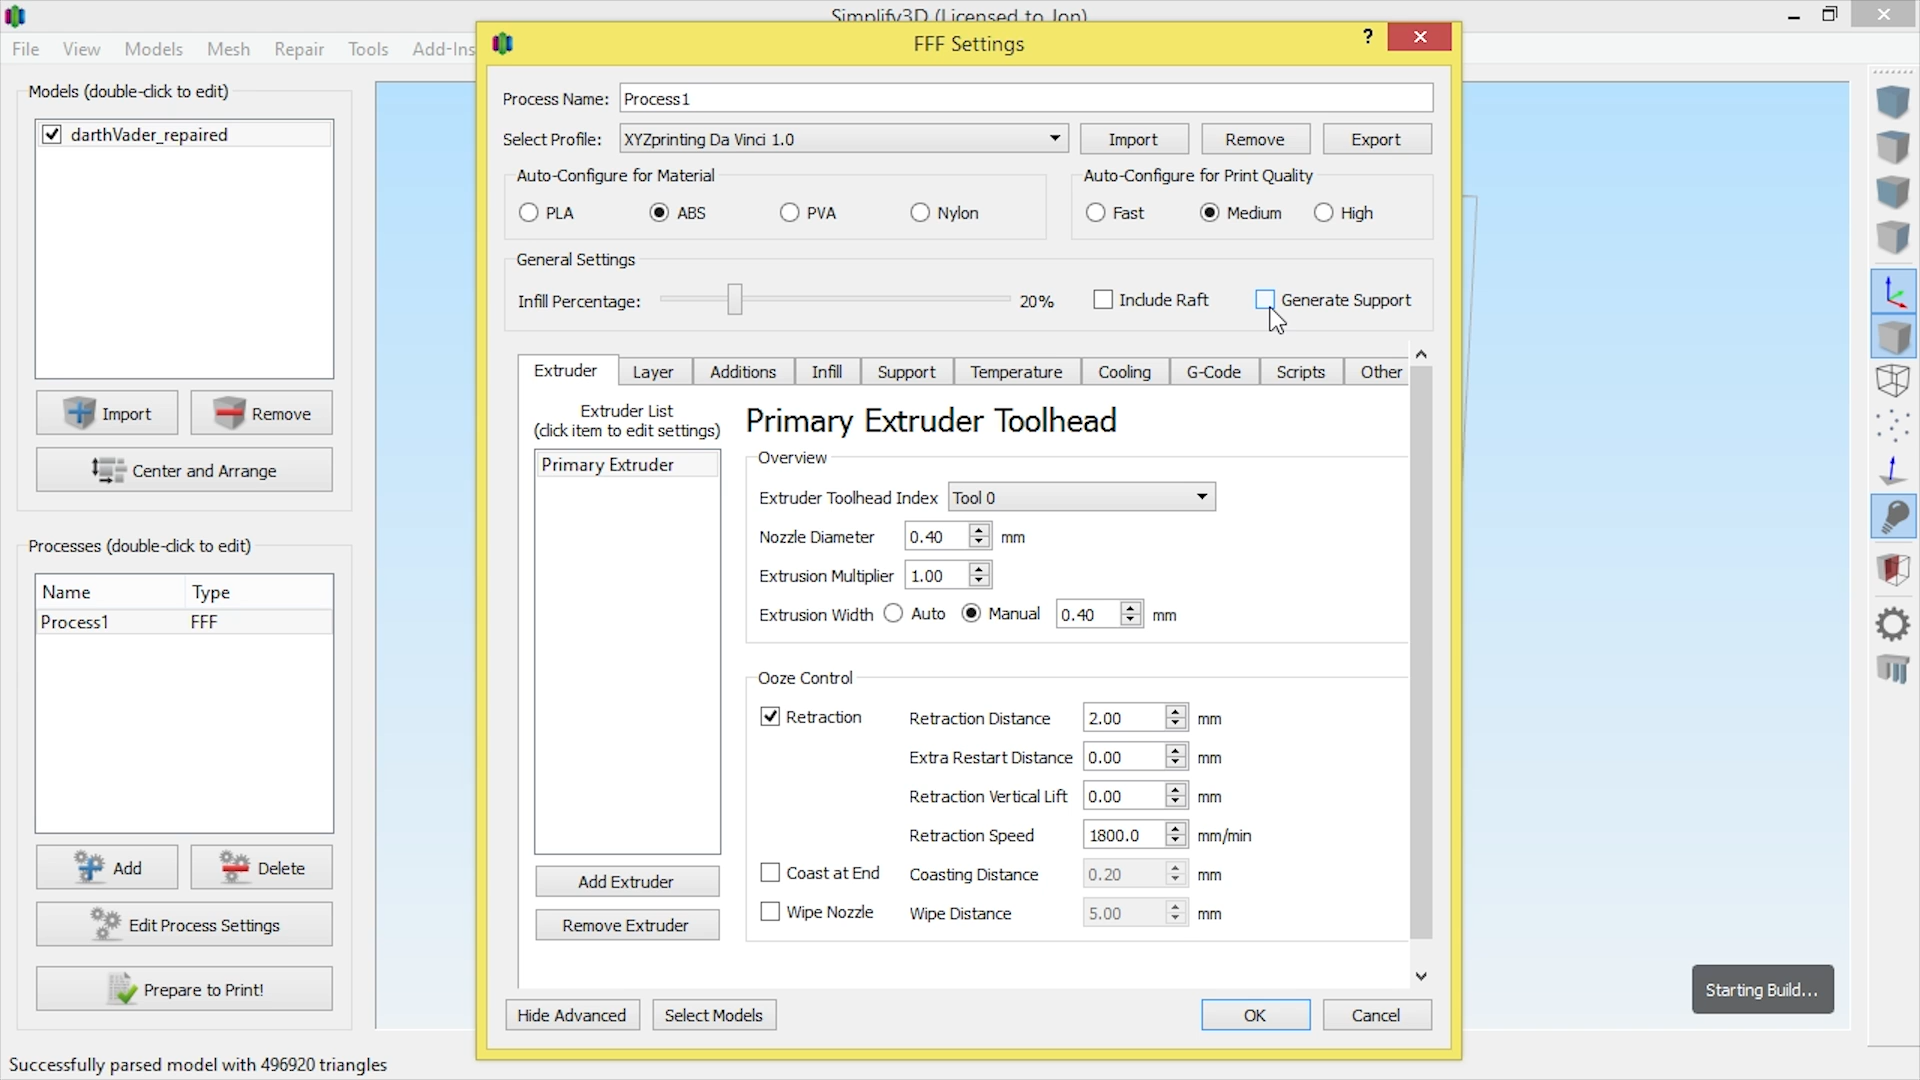 Simplify3D (Licensed to Jon)
File View Models Mesh Repair Tools Add-Ins
FFF Settings
?
Models (double-click to edit)
darthVader_repaired
Import Remove
Center and Arrange
Processes (double-click to edit)
Name Type
Process1 FFF
Add Delete
Edit Process Settings
Prepare to Print!
Successfully parsed model with 496920 triangles
Process Name: Process1
Select Profile: XYZprinting Da Vinci 1.0 Import Remove Export
Auto-Configure for Material
PLA ABS PVA Nylon
Auto-Configure for Print Quality
Fast Medium High
General Settings
Infill Percentage: 20% Include Raft Generate Support
Extruder Layer Additions Infill Support Temperature Cooling G-Code Scripts Other
Extruder List
(click item to edit settings)
Primary Extruder
Add Extruder
Remove Extruder
Primary Extruder Toolhead
Overview
Extruder Toolhead Index Tool 0
Nozzle Diameter 0.40 mm
Extrusion Multiplier 1.00
Extrusion Width Auto Manual 0.40 mm
Ooze Control
Retraction Retraction Distance 2.00 mm
Extra Restart Distance 0.00 mm
Retraction Vertical Lift 0.00 mm
Retraction Speed 1800.0 mm/min
Coast at End Coasting Distance 0.20 mm
Wipe Nozzle Wipe Distance 5.00 mm
Hide Advanced Select Models OK Cancel
Starting Build...